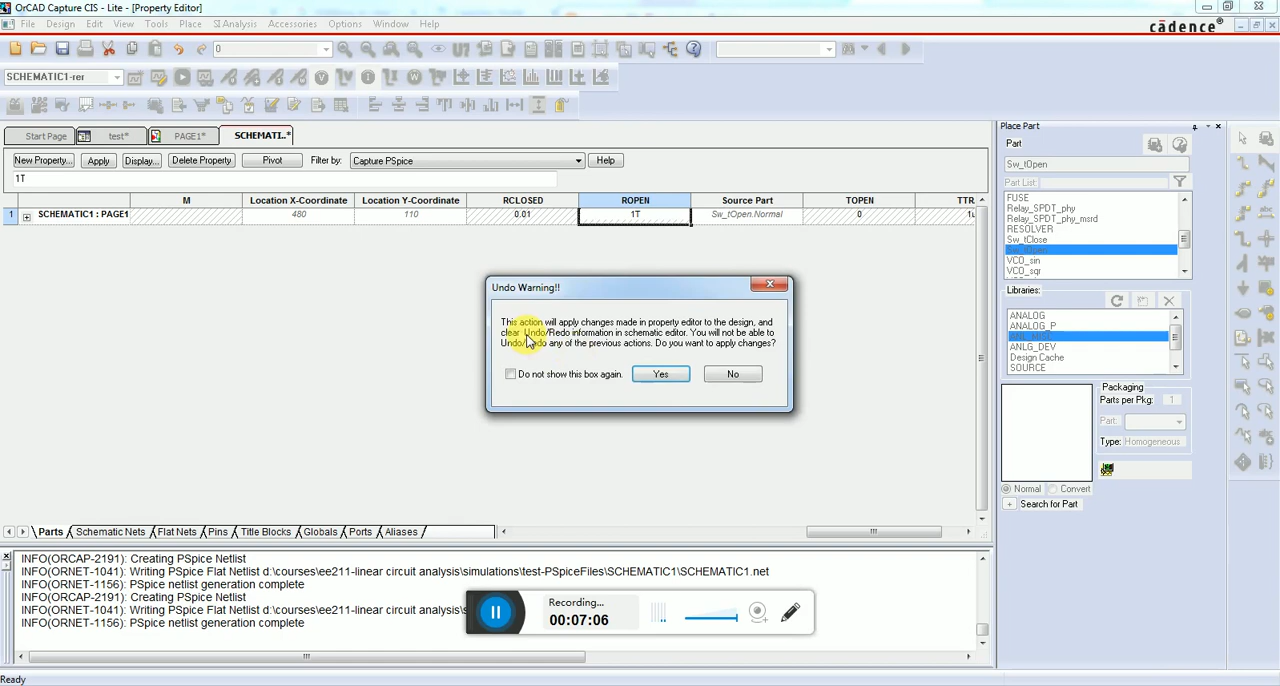 OrCAD Capture CIS - Lite - [Property Editor]
File Design Edit View Tools Place SI Analysis Accessories Options Window Help
cādence®
0
U?
SCHEMATIC1-rer
V I W
Start Page test* PAGE1* SCHEMATI..*
New Property... Apply Display... Delete Property Pivot Filter by: Capture PSpice Help
1T
M Location X-Coordinate Location Y-Coordinate RCLOSED ROPEN Source Part TOPEN TTR
1 SCHEMATIC1 : PAGE1 480 110 0.01 1T Sw_tOpen.Normal 0 1u
Undo Warning!!
This action will apply changes made in property editor to the design, and
clear Undo/Redo information in schematic editor. You will not be able to
Undo/Redo any of the previous actions. Do you want to apply changes?
Do not show this box again. Yes No
Parts Schematic Nets Flat Nets Pins Title Blocks Globals Ports Aliases
INFO(ORCAP-2191): Creating PSpice Netlist
INFO(ORNET-1041): Writing PSpice Flat Netlist d:\courses\ee211-linear circuit analysis\simulations\test-PSpiceFiles\SCHEMATIC1\SCHEMATIC1.net
INFO(ORNET-1156): PSpice netlist generation complete
INFO(ORCAP-2191): Creating PSpice Netlist
INFO(ORNET-1041): Writing PSpice Flat Netlist d:\courses\ee211-linear circuit analysis\s
INFO(ORNET-1156): PSpice netlist generation complete
Recording...
00:07:06
Ready
Place Part
Part
Sw_tOpen
Part List:
FUSE
Relay_SPDT_phy
Relay_SPDT_phy_msrd
RESOLVER
Sw_tClose
Sw_tOpen
VCO_sin
VCO_sqr
Libraries:
ANALOG
ANALOG_P
ANL_MISC
ANLG_DEV
Design Cache
SOURCE
Packaging
Parts per Pkg: 1
Part:
Type: Homogeneous
Normal Convert
Search for Part